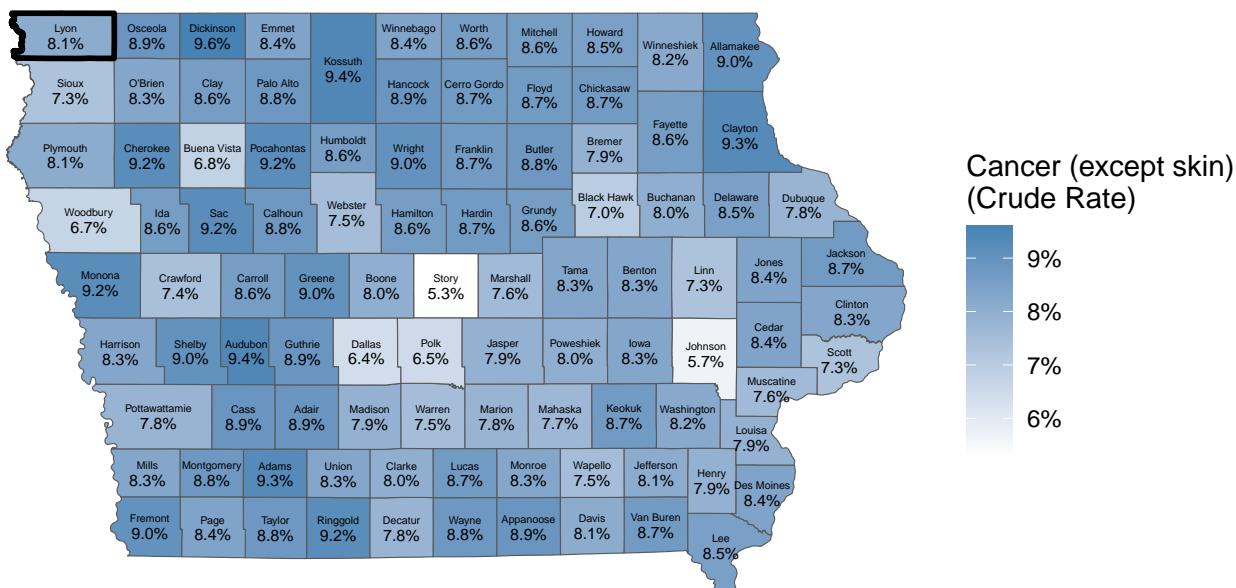 Lyon
8.1%
Osceola
8.9%
Dickinson
9.6%
Emmet
8.4%
Kossuth
9.4%
Winnebago
8.4%
Worth
8.6%
Mitchell
8.6%
Howard
8.5%
Winneshiek
8.2%
Allamakee
9.0%
Sioux
7.3%
O'Brien
8.3%
Clay
8.6%
Palo Alto
8.8%
Hancock
8.9%
Cerro Gordo
8.7%
Floyd
8.7%
Chickasaw
8.7%
Fayette
8.6%
Clayton
9.3%
Plymouth
8.1%
Cherokee
9.2%
Buena Vista
6.8%
Pocahontas
9.2%
Humboldt
8.6%
Wright
9.0%
Franklin
8.7%
Butler
8.8%
Bremer
7.9%
Woodbury
6.7%
Ida
8.6%
Sac
9.2%
Calhoun
8.8%
Webster
7.5%
Hamilton
8.6%
Hardin
8.7%
Grundy
8.6%
Black Hawk
7.0%
Buchanan
8.0%
Delaware
8.5%
Dubuque
7.8%
Monona
9.2%
Crawford
7.4%
Carroll
8.6%
Greene
9.0%
Boone
8.0%
Story
5.3%
Marshall
7.6%
Tama
8.3%
Benton
8.3%
Linn
7.3%
Jones
8.4%
Jackson
8.7%
Clinton
8.3%
Harrison
8.3%
Shelby
9.0%
Audubon
9.4%
Guthrie
8.9%
Dallas
6.4%
Polk
6.5%
Jasper
7.9%
Poweshiek
8.0%
Iowa
8.3%
Johnson
5.7%
Cedar
8.4%
Scott
7.3%
Muscatine
7.6%
Pottawattamie
7.8%
Cass
8.9%
Adair
8.9%
Madison
7.9%
Warren
7.5%
Marion
7.8%
Mahaska
7.7%
Keokuk
8.7%
Washington
8.2%
Louisa
7.9%
Mills
8.3%
Montgomery
8.8%
Adams
9.3%
Union
8.3%
Clarke
8.0%
Lucas
8.7%
Monroe
8.3%
Wapello
7.5%
Jefferson
8.1%
Henry
7.9%
Des Moines
8.4%
Fremont
9.0%
Page
8.4%
Taylor
8.8%
Ringgold
9.2%
Decatur
7.8%
Wayne
8.8%
Appanoose
8.9%
Davis
8.1%
Van Buren
8.7%
Lee
8.5%
Cancer (except skin)
(Crude Rate)
9%
8%
7%
6%